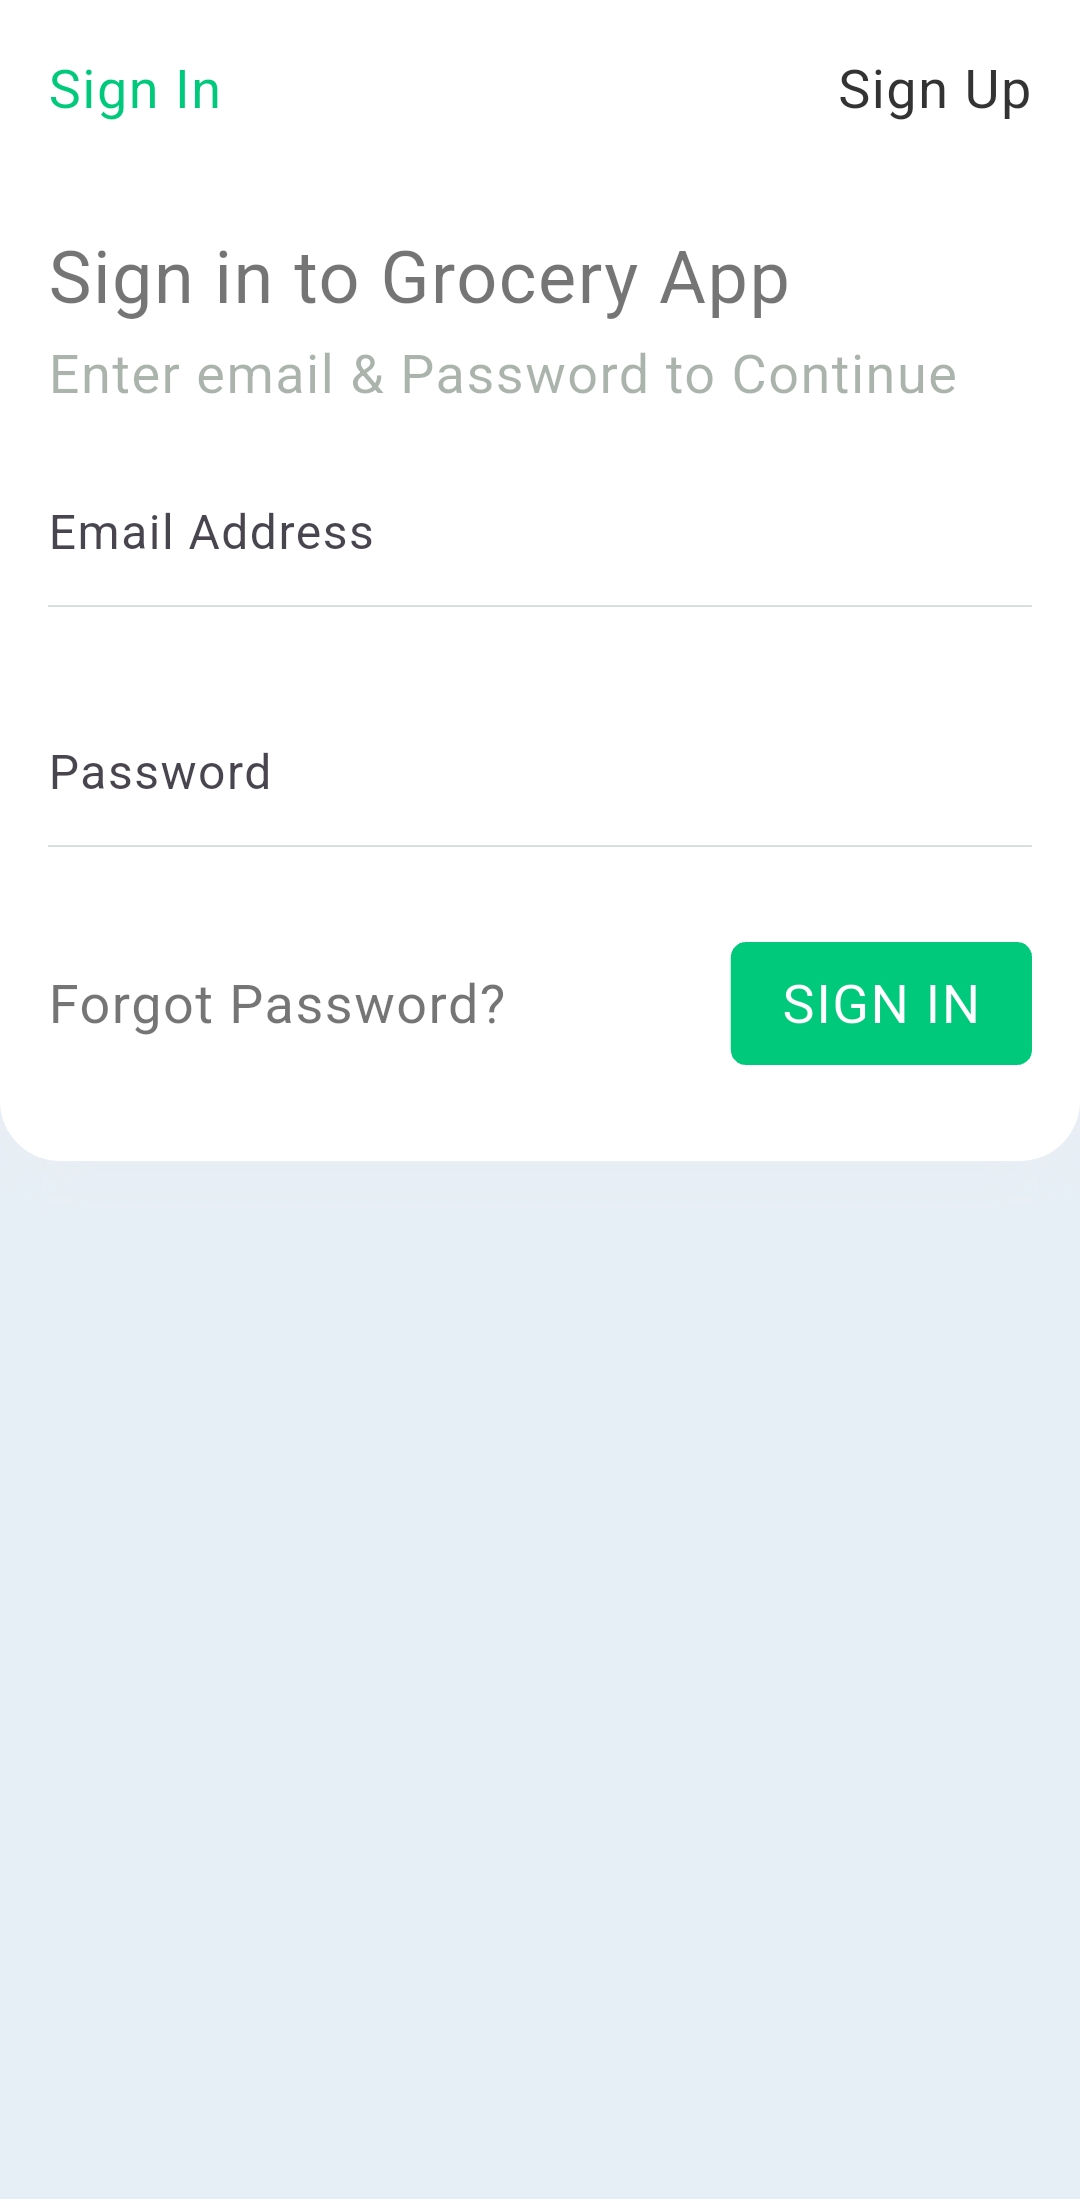 Sign In
Sign Up
Sign in to Grocery App
Enter email & Password to Continue
Email Address
Password
Forgot Password?
SIGN IN